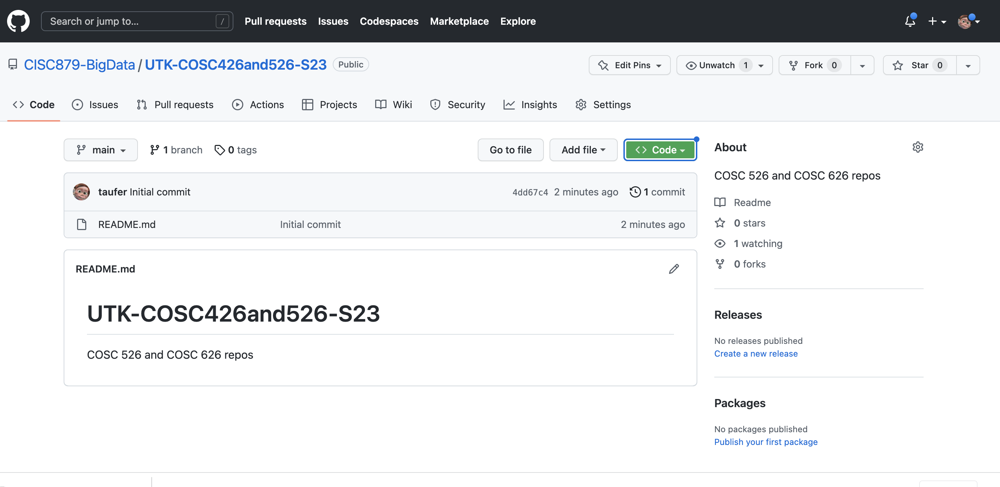 Search or jump to... / Pull requests Issues Codespaces Marketplace Explore
CISC879-BigData / UTK-COSC426and526-S23 Public Edit Pins Unwatch 1 Fork 0 Star 0
Code Issues Pull requests Actions Projects Wiki Security Insights Settings
main 1 branch 0 tags Go to file Add file Code
taufer Initial commit 4dd67c4 2 minutes ago 1 commit
README.md Initial commit 2 minutes ago
README.md
UTK-COSC426and526-S23
COSC 526 and COSC 626 repos
About
COSC 526 and COSC 626 repos
Readme
0 stars
1 watching
0 forks
Releases
No releases published
Create a new release
Packages
No packages published
Publish your first package